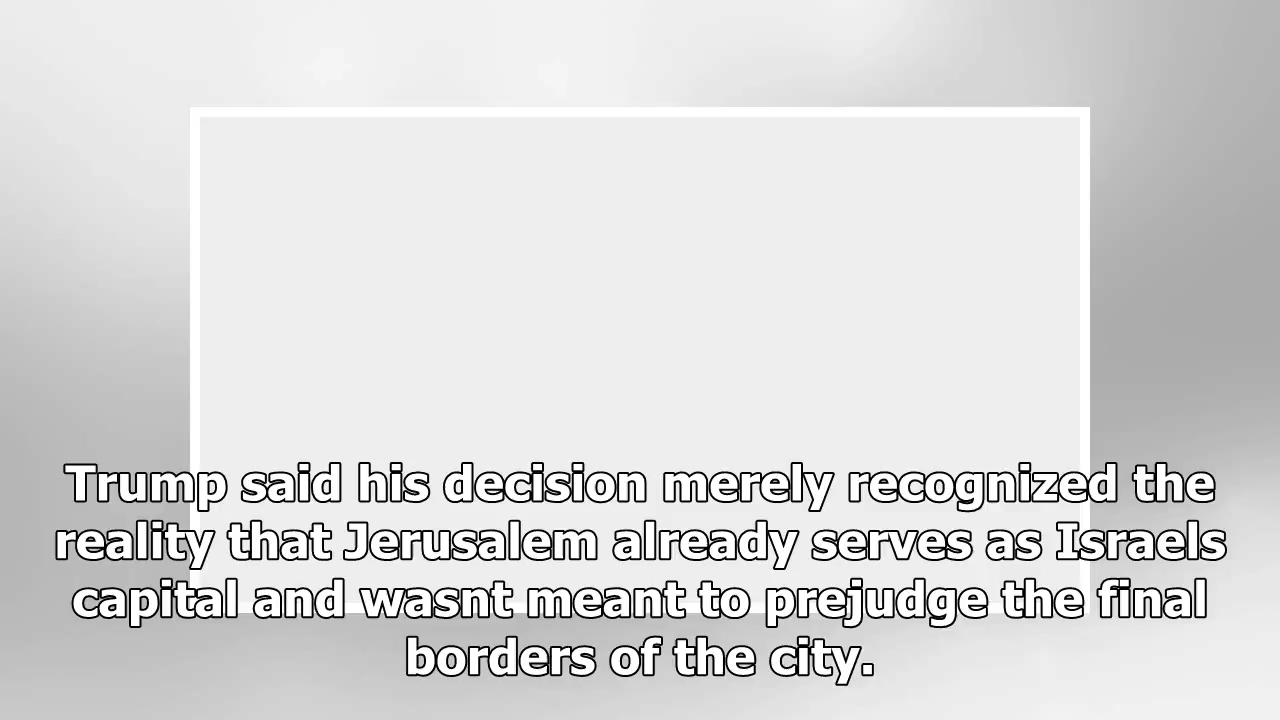 Trump said his decision merely recognized the
reality that Jerusalem already serves as Israels
capital and wasnt meant to prejudge the final
borders of the city.